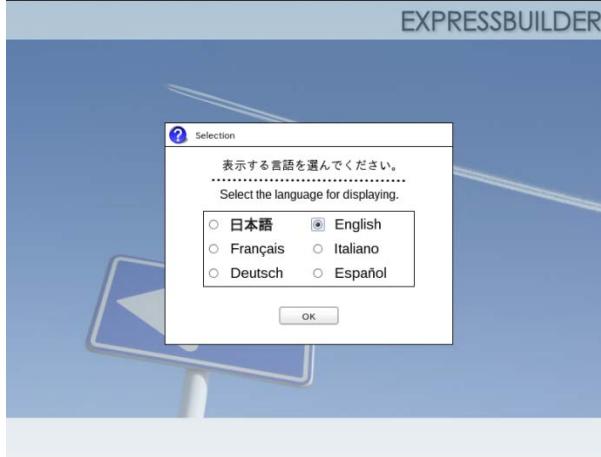 EXPRESSBUILDER
Selection
表示する言語を選んでください。
Select the language for displaying.
日本語 English
Français Italiano
Deutsch Español
OK